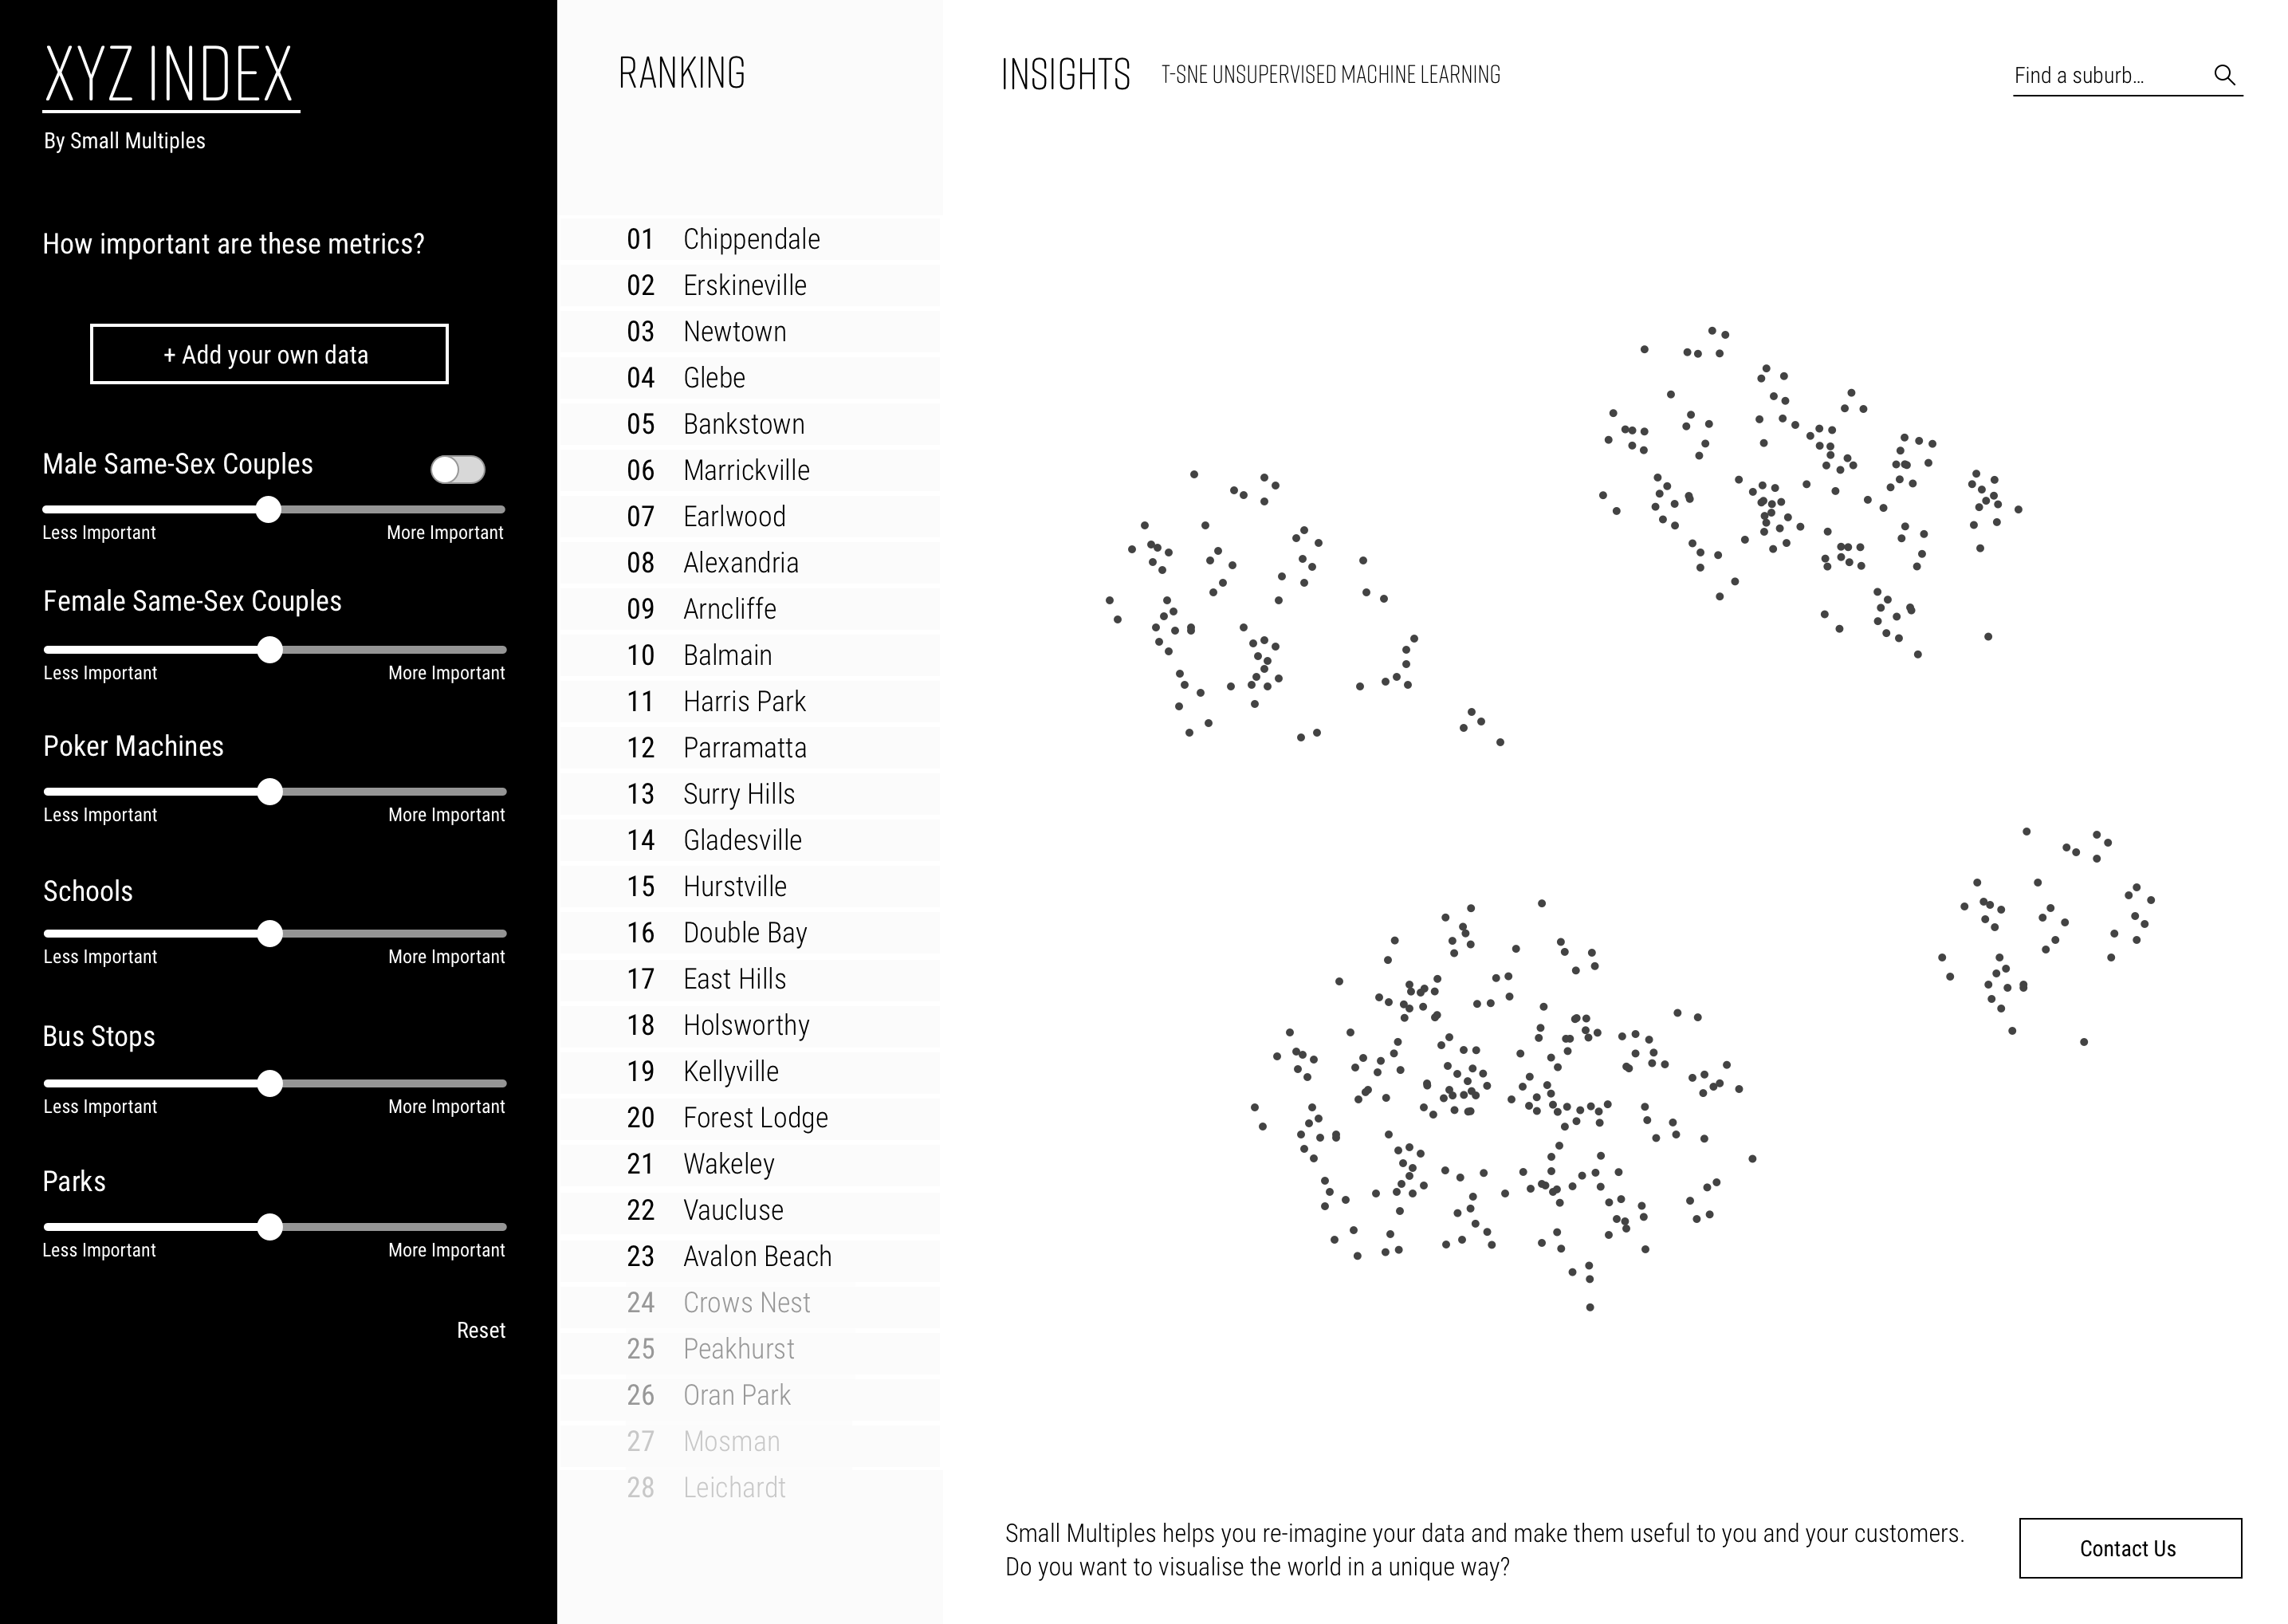 XYZ INDEX
By Small Multiples
How important are these metrics?
+ Add your own data
Male Same-Sex Couples
Less Important More Important
Female Same-Sex Couples
Less Important More Important
Poker Machines
Less Important More Important
Schools
Less Important More Important
Bus Stops
Less Important More Important
Parks
Less Important More Important
Reset
RANKING
01 Chippendale
02 Erskineville
03 Newtown
04 Glebe
05 Bankstown
06 Marrickville
07 Earlwood
08 Alexandria
09 Arncliffe
10 Balmain
11 Harris Park
12 Parramatta
13 Surry Hills
14 Gladesville
15 Hurstville
16 Double Bay
17 East Hills
18 Holsworthy
19 Kellyville
20 Forest Lodge
21 Wakeley
22 Vaucluse
23 Avalon Beach
24 Crows Nest
25 Peakhurst
26 Oran Park
27 Mosman
28 Leichardt
INSIGHTS T-SNE UNSUPERVISED MACHINE LEARNING
Find a suburb...
Small Multiples helps you re-imagine your data and make them useful to you and your customers.
Do you want to visualise the world in a unique way?
Contact Us